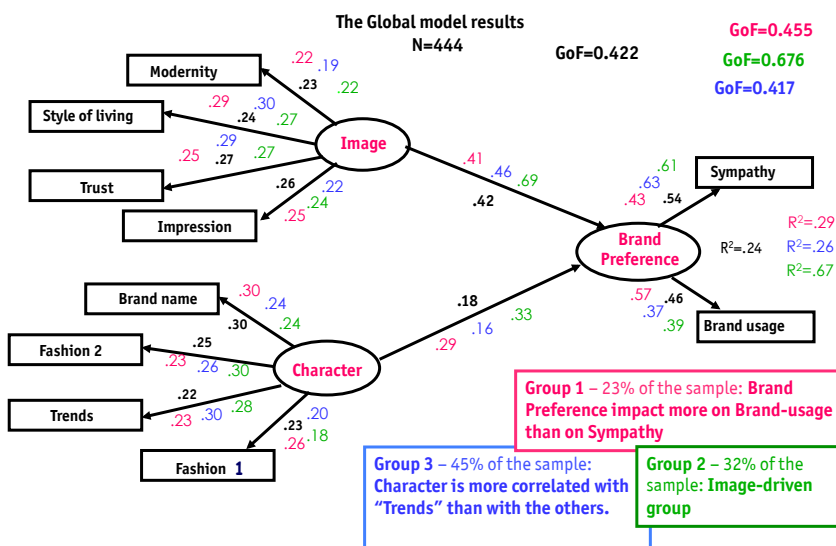 The Global model results
N=444
GoF=0.422
GoF=0.455
GoF=0.676
GoF=0.417
Modernity
.22
.19
.23
.22
Style of living
.29
.30
.24
.27
.29
.25
.27
.27
Trust
.26
.22
.24
.25
Impression
Image
.41
.46
.69
.42
.61
.63
.43
.54
Sympathy
Brand
Preference
R²=.24
R²=.29
R²=.26
R²=.67
.57
.46
.37
.39
Brand usage
Brand name
.30
.24
.30
.24
Fashion 2
.25
.23
.26
.30
Character
.18
.33
.16
.29
Trends
.22
.28
.30
.23
.20
.23
.18
.26
Fashion 1
Group 1 – 23% of the sample: Brand
Preference impact more on Brand-usage
than on Sympathy
Group 3 – 45% of the sample:
Character is more correlated with
“Trends” than with the others.
Group 2 – 32% of the
sample: Image-driven
group